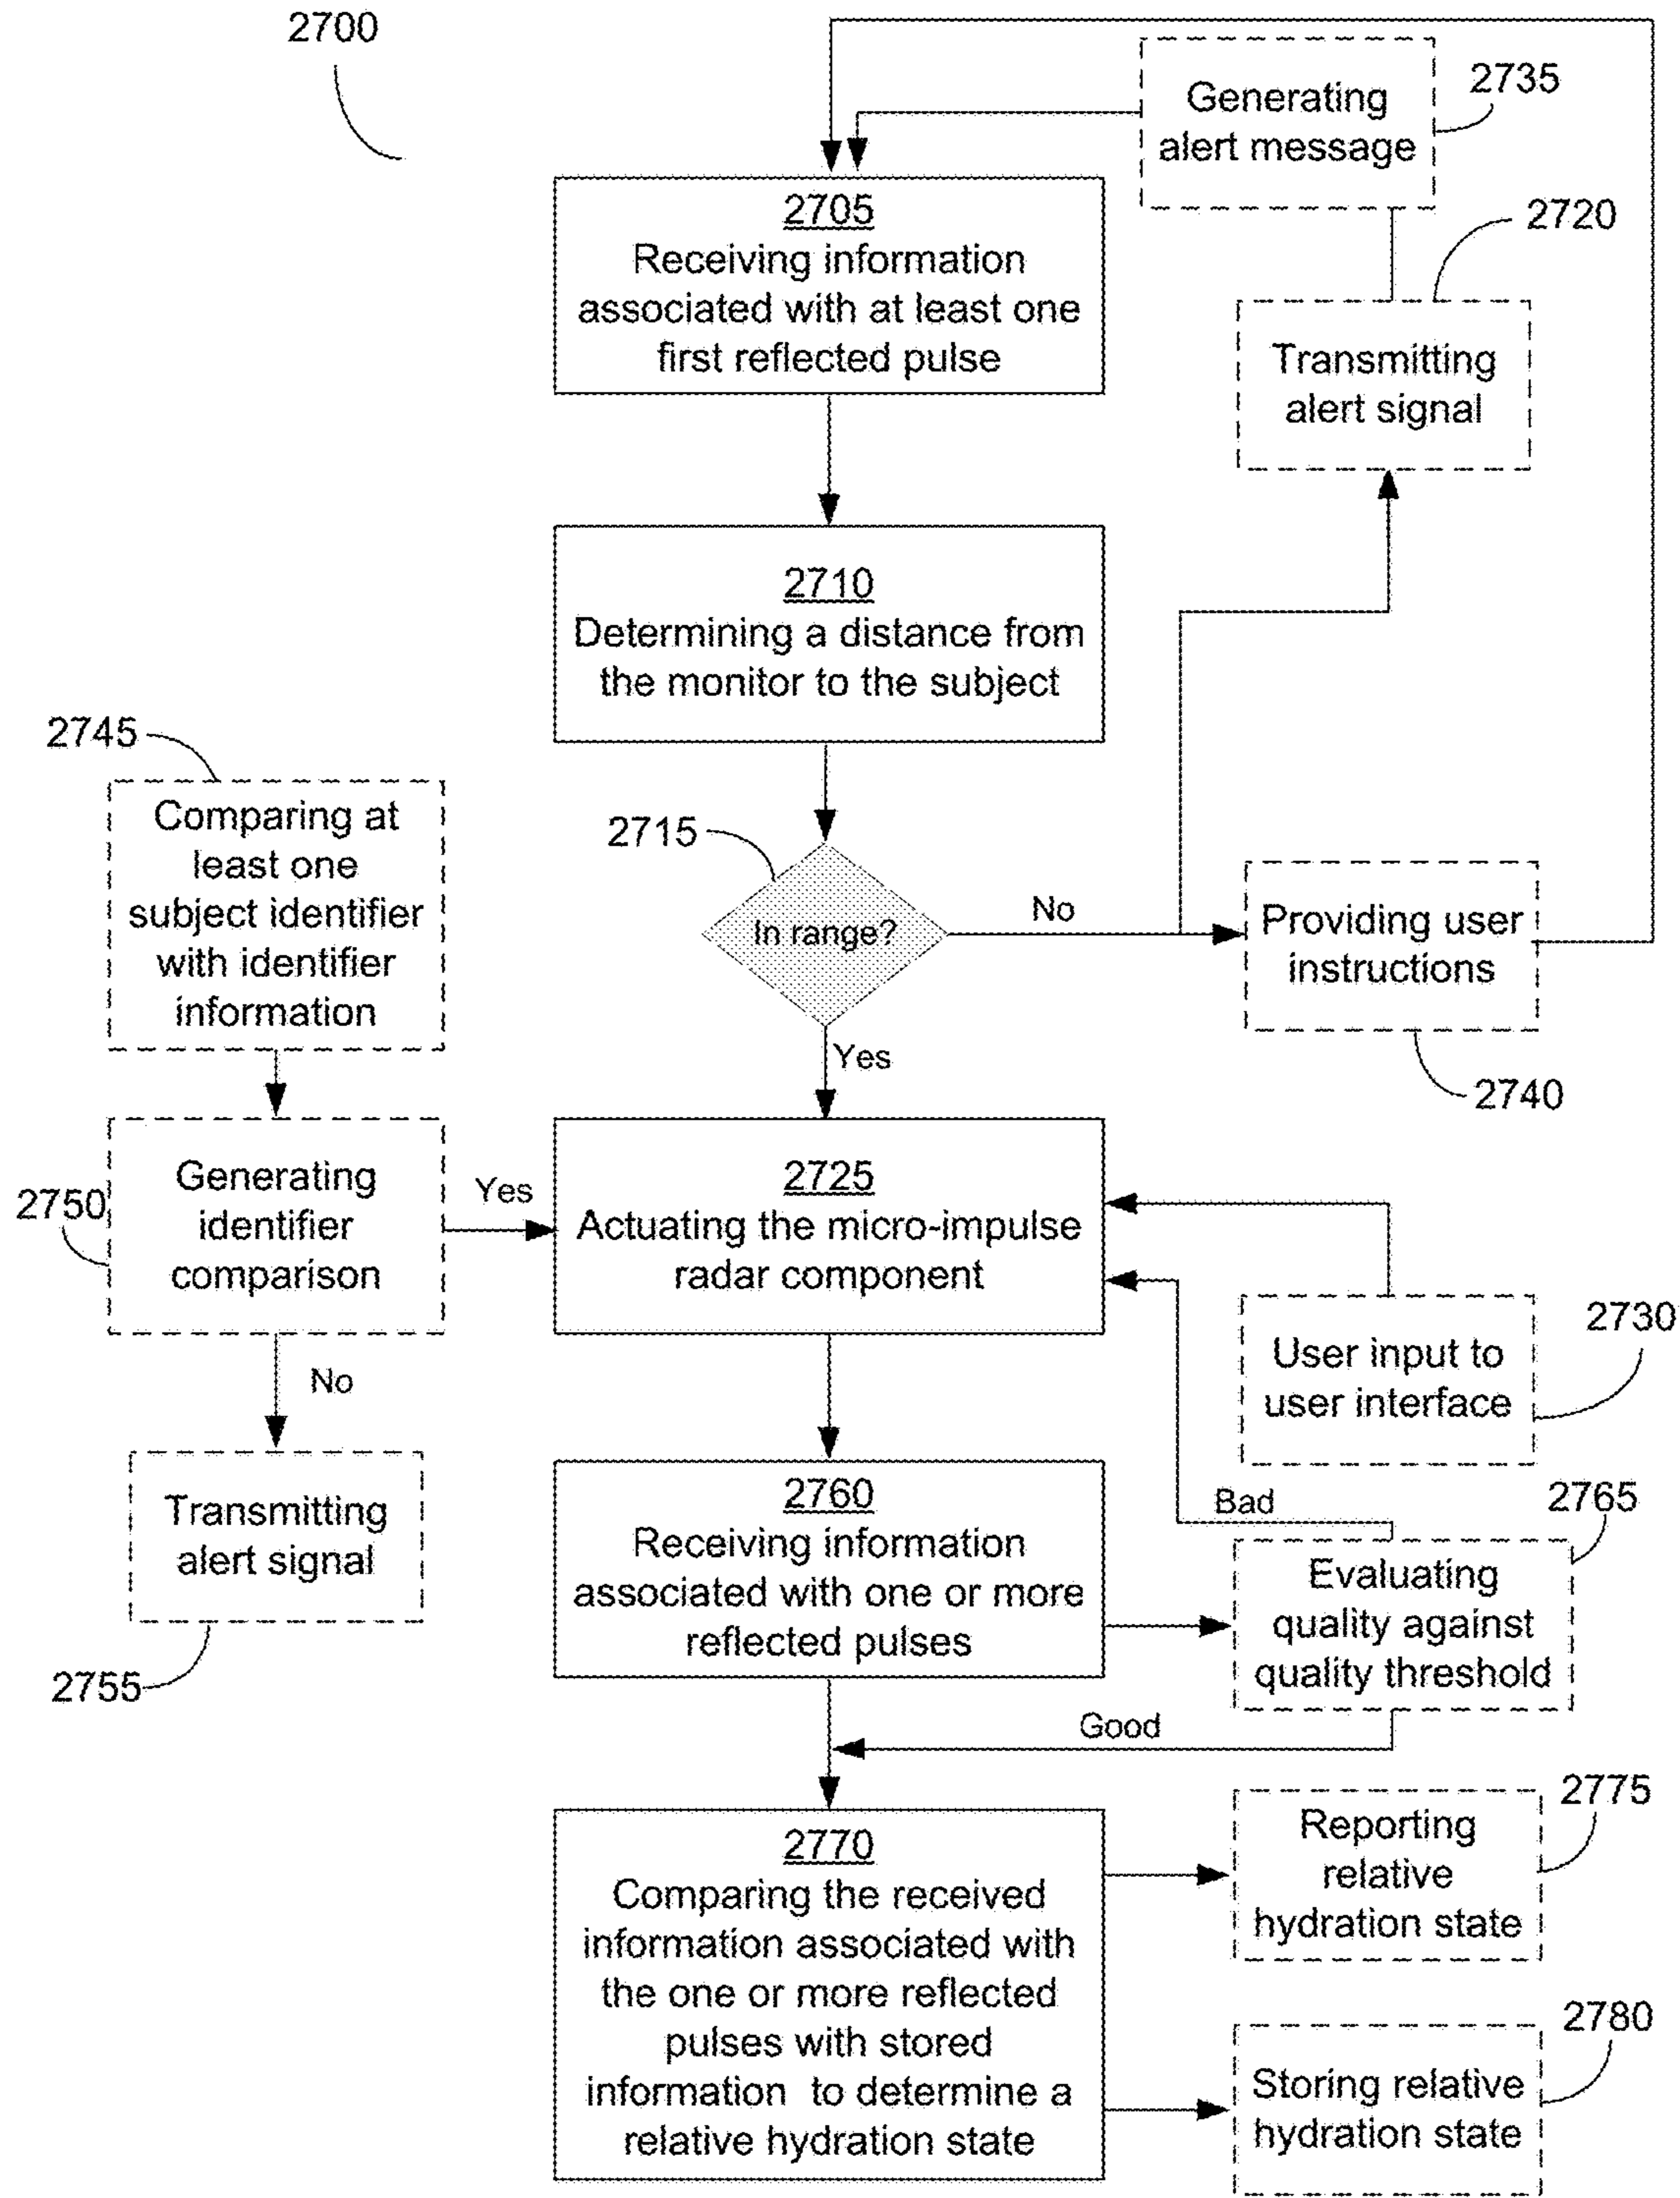 2700
Generating
alert message
2735
2705
Receiving information
associated with at least one
first reflected pulse
2720
Transmitting
alert signal
2710
Determining a distance from
the monitor to the subject
2745
Comparing at
least one
subject identifier
with identifier
information
2715
In range?
No
Providing user
instructions
2740
Yes
2750
Generating
identifier
comparison
Yes
2725
Actuating the micro-impulse
radar component
2730
User input to
user interface
No
Transmitting
alert signal
2755
2760
Receiving information
associated with one or more
reflected pulses
Bad
2765
Evaluating
quality against
quality threshold
Good
2770
Comparing the received
information associated with
the one or more reflected
pulses with stored
information to determine a
relative hydration state
2775
Reporting
relative
hydration state
2780
Storing relative
hydration state